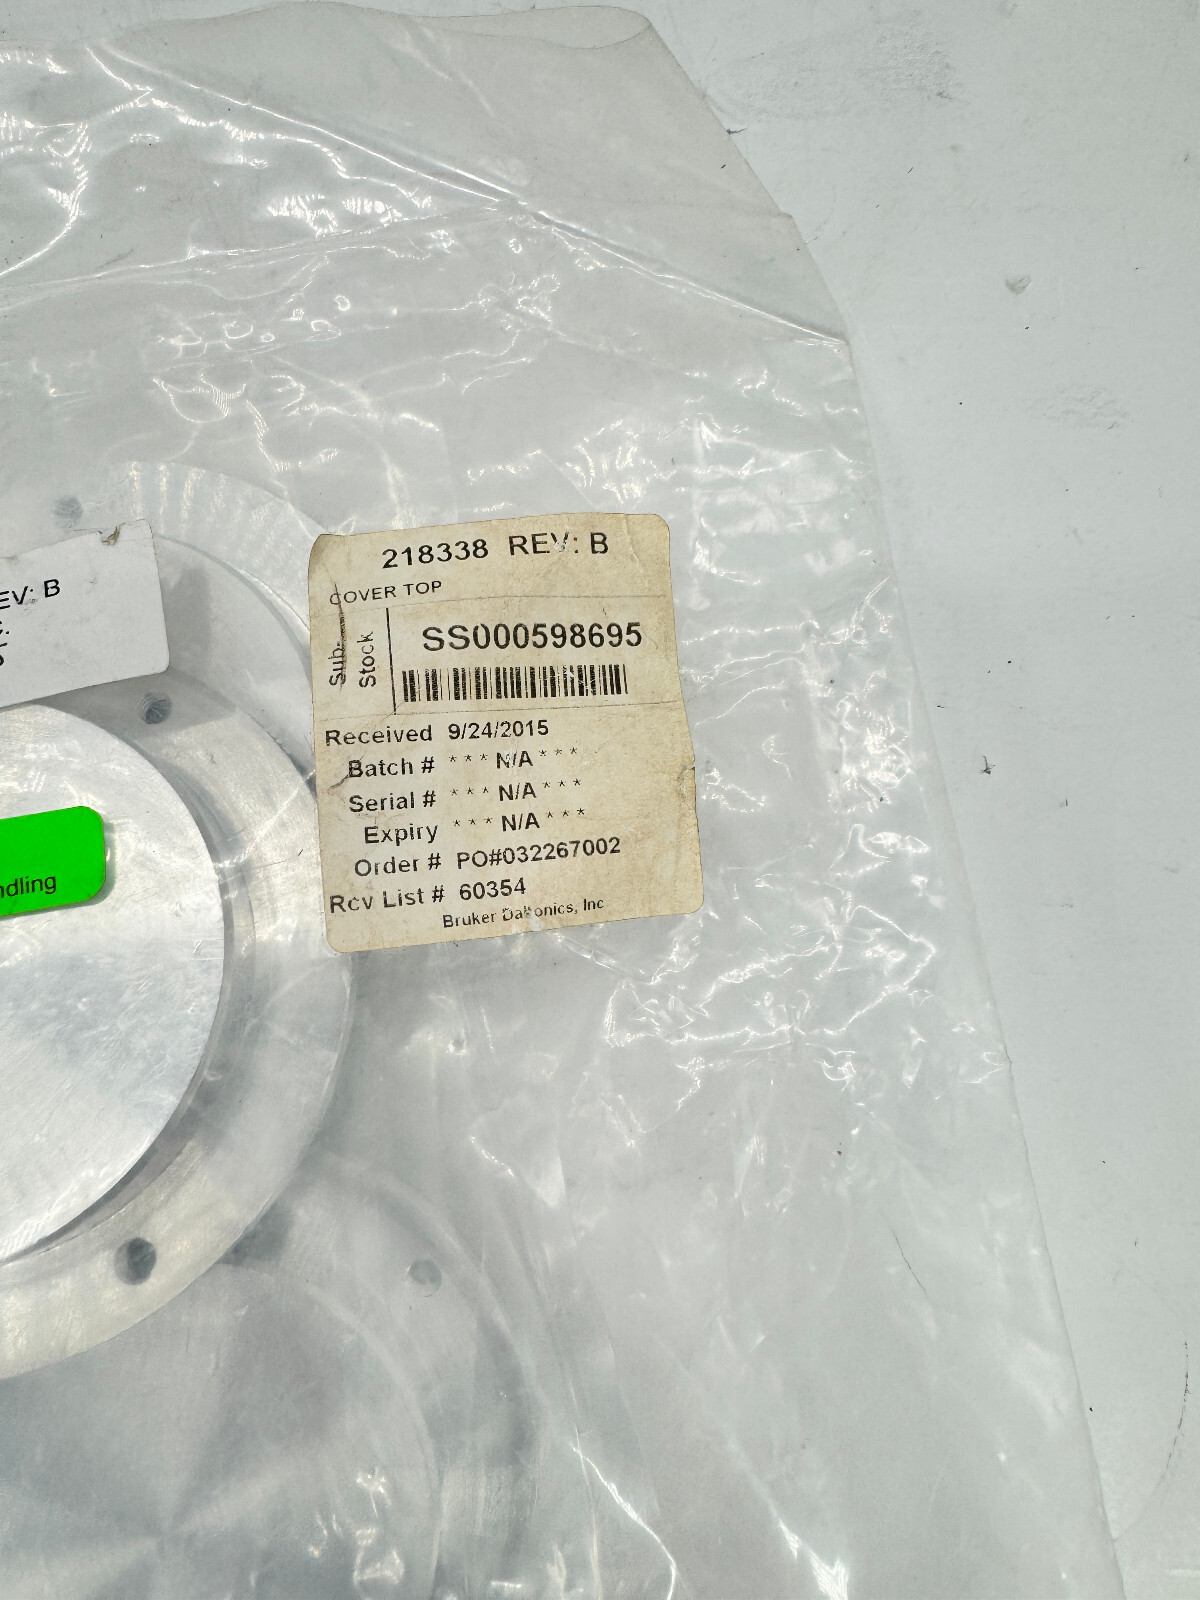 EV: B
ndling
218338 REV: B
COVER TOP
Sub-
Stock
SS000598695
Received 9/24/2015
Batch # * * * N/A * * *
Serial # * * * N/A * * *
Expiry * * * N/A * * *
Order # PO#032267002
Rcv List # 60354
Bruker Daltonics, Inc